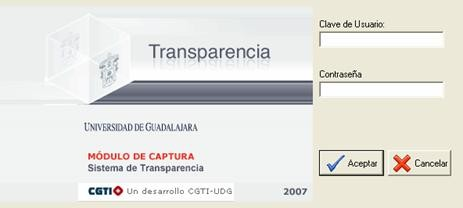 Transparencia
UNIVERSIDAD DE GUADALAJARA
MÓDULO DE CAPTURA
Sistema de Transparencia
CGTI Un desarrollo CGTI-UDG 2007
Clave de Usuario:
Contraseña
Aceptar Cancelar